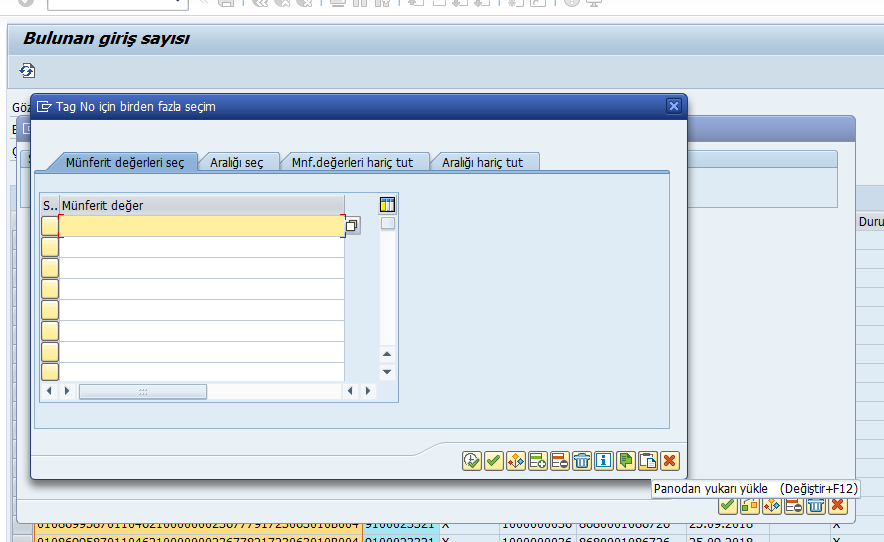 Bulunan giriş sayısı
Göz
Tag No için birden fazla seçim
Münferit değerleri seç
Aralığı seç
Mnf.değerleri hariç tut
Aralığı hariç tut
S.. Münferit değer
Duru
Panodan yukarı yükle (Değiştir+F12)
9100023321 X
1000000036 8680001086726 25.09.2018 X